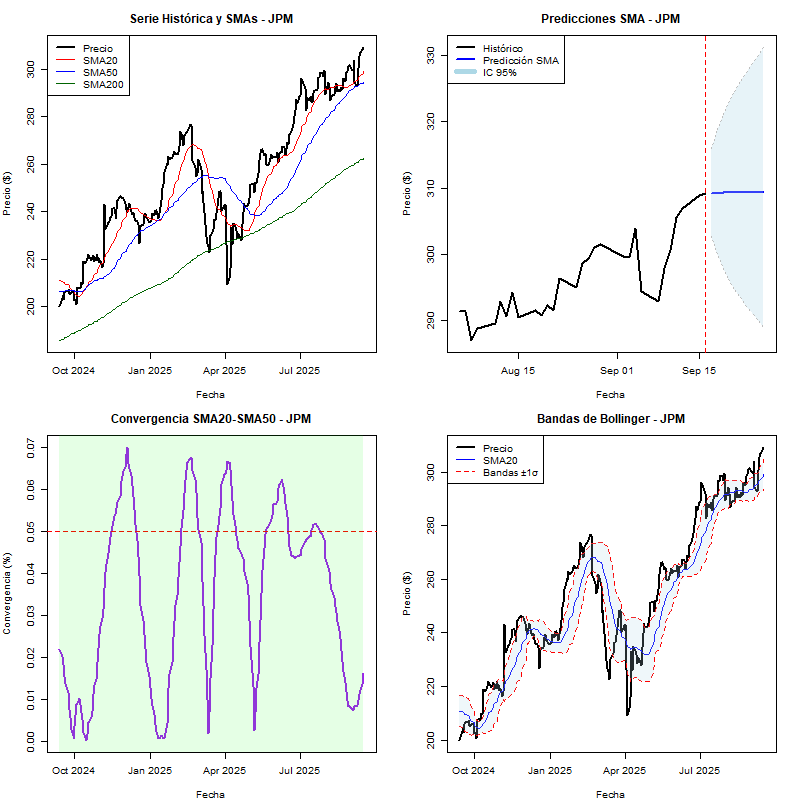 Serie Histórica y SMAs - JPM
Precio
SMA20
SMA50
SMA200
Precio ($)
200
220
240
260
280
300
Oct 2024
Jan 2025
Apr 2025
Jul 2025
Fecha
Predicciones SMA - JPM
Histórico
Predicción SMA
IC 95%
Precio ($)
290
300
310
320
330
Aug 15
Sep 01
Sep 15
Fecha
Convergencia SMA20-SMA50 - JPM
Convergencia (%)
0.00
0.01
0.02
0.03
0.04
0.05
0.06
0.07
Oct 2024
Jan 2025
Apr 2025
Jul 2025
Fecha
Bandas de Bollinger - JPM
Precio
SMA20
Bandas ±1σ
Precio ($)
200
220
240
260
280
300
Oct 2024
Jan 2025
Apr 2025
Jul 2025
Fecha